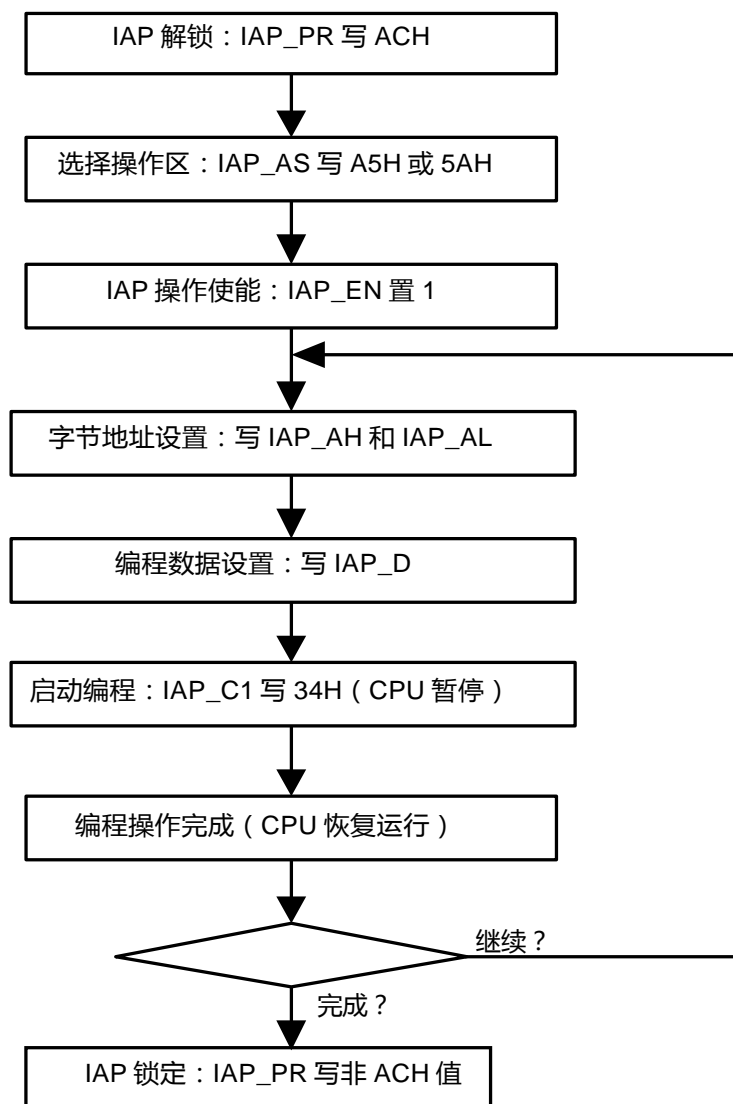 IAP 解锁：IAP_PR 写 ACH
选择操作区：IAP_AS 写 A5H 或 5AH
IAP 操作使能：IAP_EN 置 1
字节地址设置：写 IAP_AH 和 IAP_AL
编程数据设置：写 IAP_D
启动编程：IAP_C1 写 34H（CPU 暂停）
编程操作完成（CPU 恢复运行）
继续？
完成？
IAP 锁定：IAP_PR 写非 ACH 值